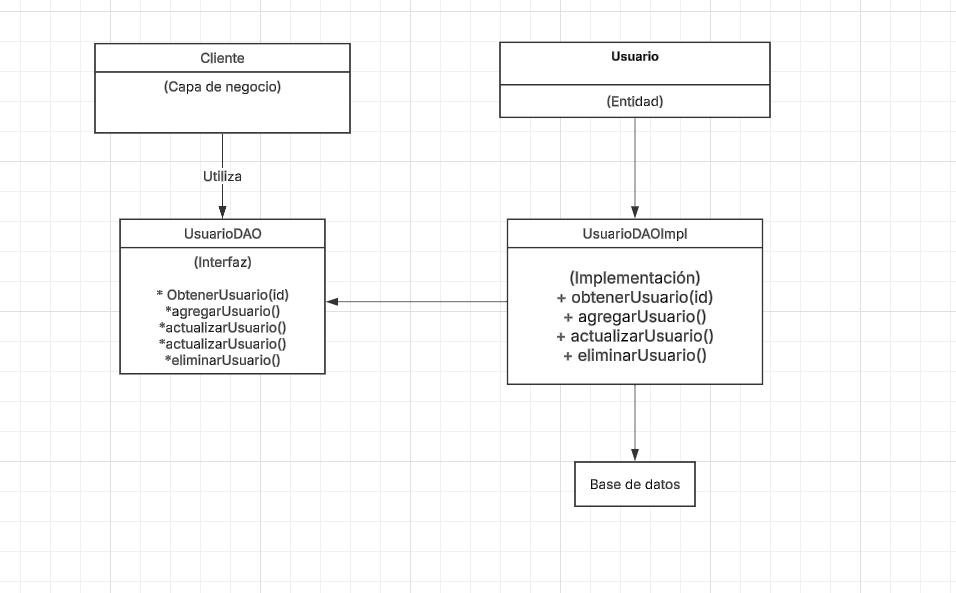 Cliente
(Capa de negocio)
Usuario
(Entidad)
Utiliza
UsuarioDAO
(Interfaz)
* ObtenerUsuario(id)
*agregarUsuario()
*actualizarUsuario()
*actualizarUsuario()
*eliminarUsuario()
UsuarioDAOImpl
(Implementación)
+ obtenerUsuario(id)
+ agregarUsuario()
+ actualizarUsuario()
+ eliminarUsuario()
Base de datos